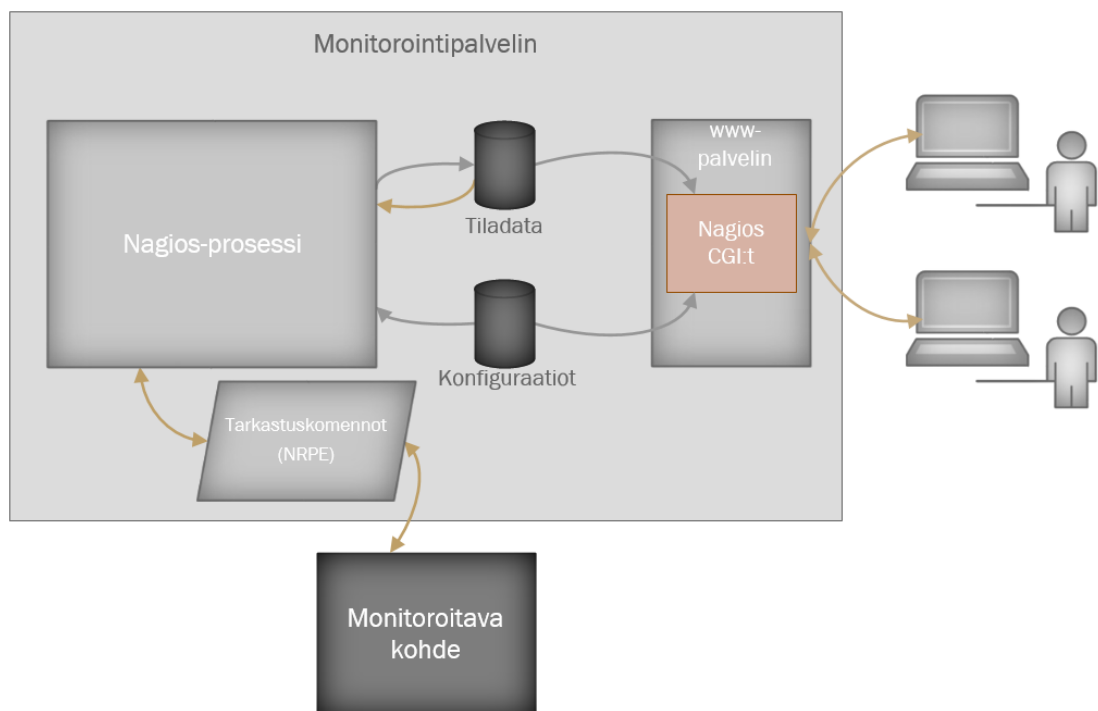 Monitorointipalvelin
www-
palvelin
Nagios-prosessi
Tiladata
Nagios
CGI:t
Konfiguraatiot
Tarkastuskomennot
(NRPE)
Monitoroitava
kohde